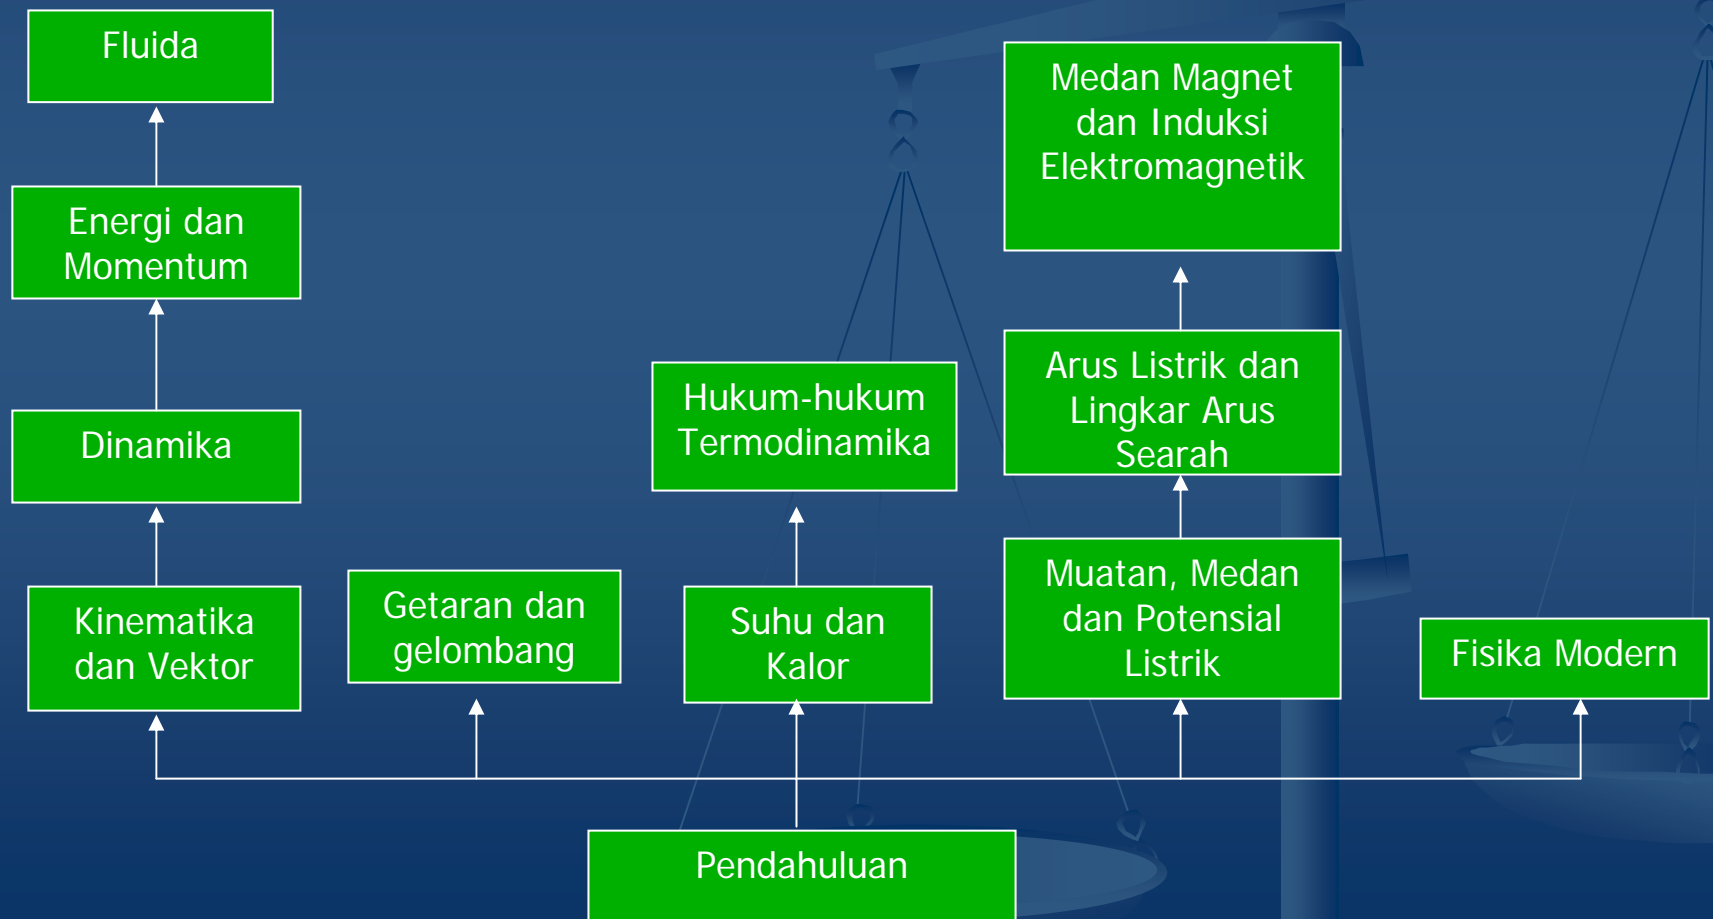 Fluida
Energi dan
Momentum
Dinamika
Kinematika
dan Vektor
Getaran dan
gelombang
Hukum-hukum
Termodinamika
Suhu dan
Kalor
Medan Magnet
dan Induksi
Elektromagnetik
Arus Listrik dan
Lingkar Arus
Searah
Muatan, Medan
dan Potensial
Listrik
Fisika Modern
Pendahuluan